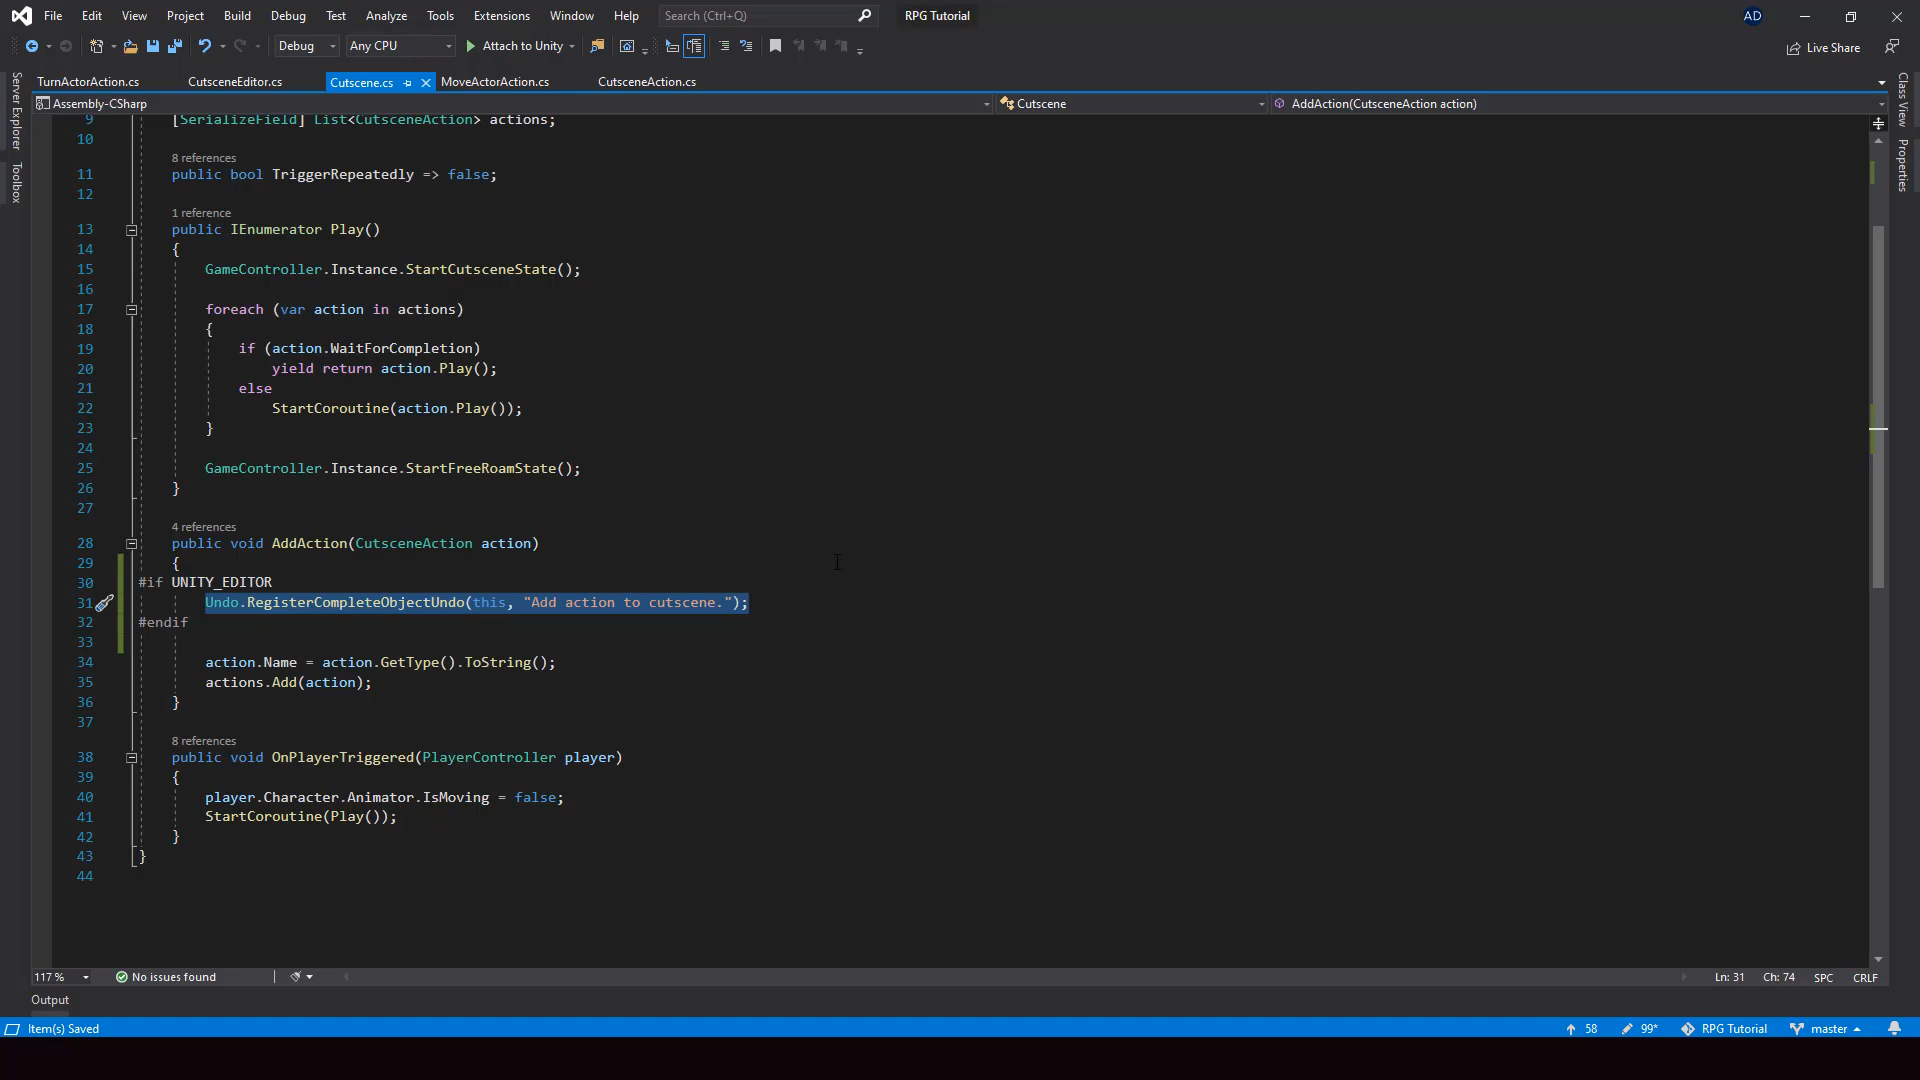 File Edit View Project Build Debug Test Analyze Tools Extensions Window Help Search (Ctrl+Q) RPG Tutorial AD
Debug Any CPU Attach to Unity Live Share
TurnActorAction.cs CutsceneEditor.cs Cutscene.cs MoveActorAction.cs CutsceneAction.cs
Assembly-CSharp Cutscene AddAction(CutsceneAction action)
Server Explorer
Toolbox
Class View
Properties
9 [SerializeField] List<CutsceneAction> actions;
10
8 references
11 public bool TriggerRepeatedly => false;
12
1 reference
13 public IEnumerator Play()
14 {
15 GameController.Instance.StartCutsceneState();
16
17 foreach (var action in actions)
18 {
19 if (action.WaitForCompletion)
20 yield return action.Play();
21 else
22 StartCoroutine(action.Play());
23 }
24
25 GameController.Instance.StartFreeRoamState();
26 }
27
4 references
28 public void AddAction(CutsceneAction action)
29 {
30 #if UNITY_EDITOR
31 Undo.RegisterCompleteObjectUndo(this, "Add action to cutscene.");
32 #endif
33
34 action.Name = action.GetType().ToString();
35 actions.Add(action);
36 }
37
8 references
38 public void OnPlayerTriggered(PlayerController player)
39 {
40 player.Character.Animator.IsMoving = false;
41 StartCoroutine(Play());
42 }
43 }
44
117 % No issues found Ln: 31 Ch: 74 SPC CRLF
Output
Item(s) Saved 58 99* RPG Tutorial master